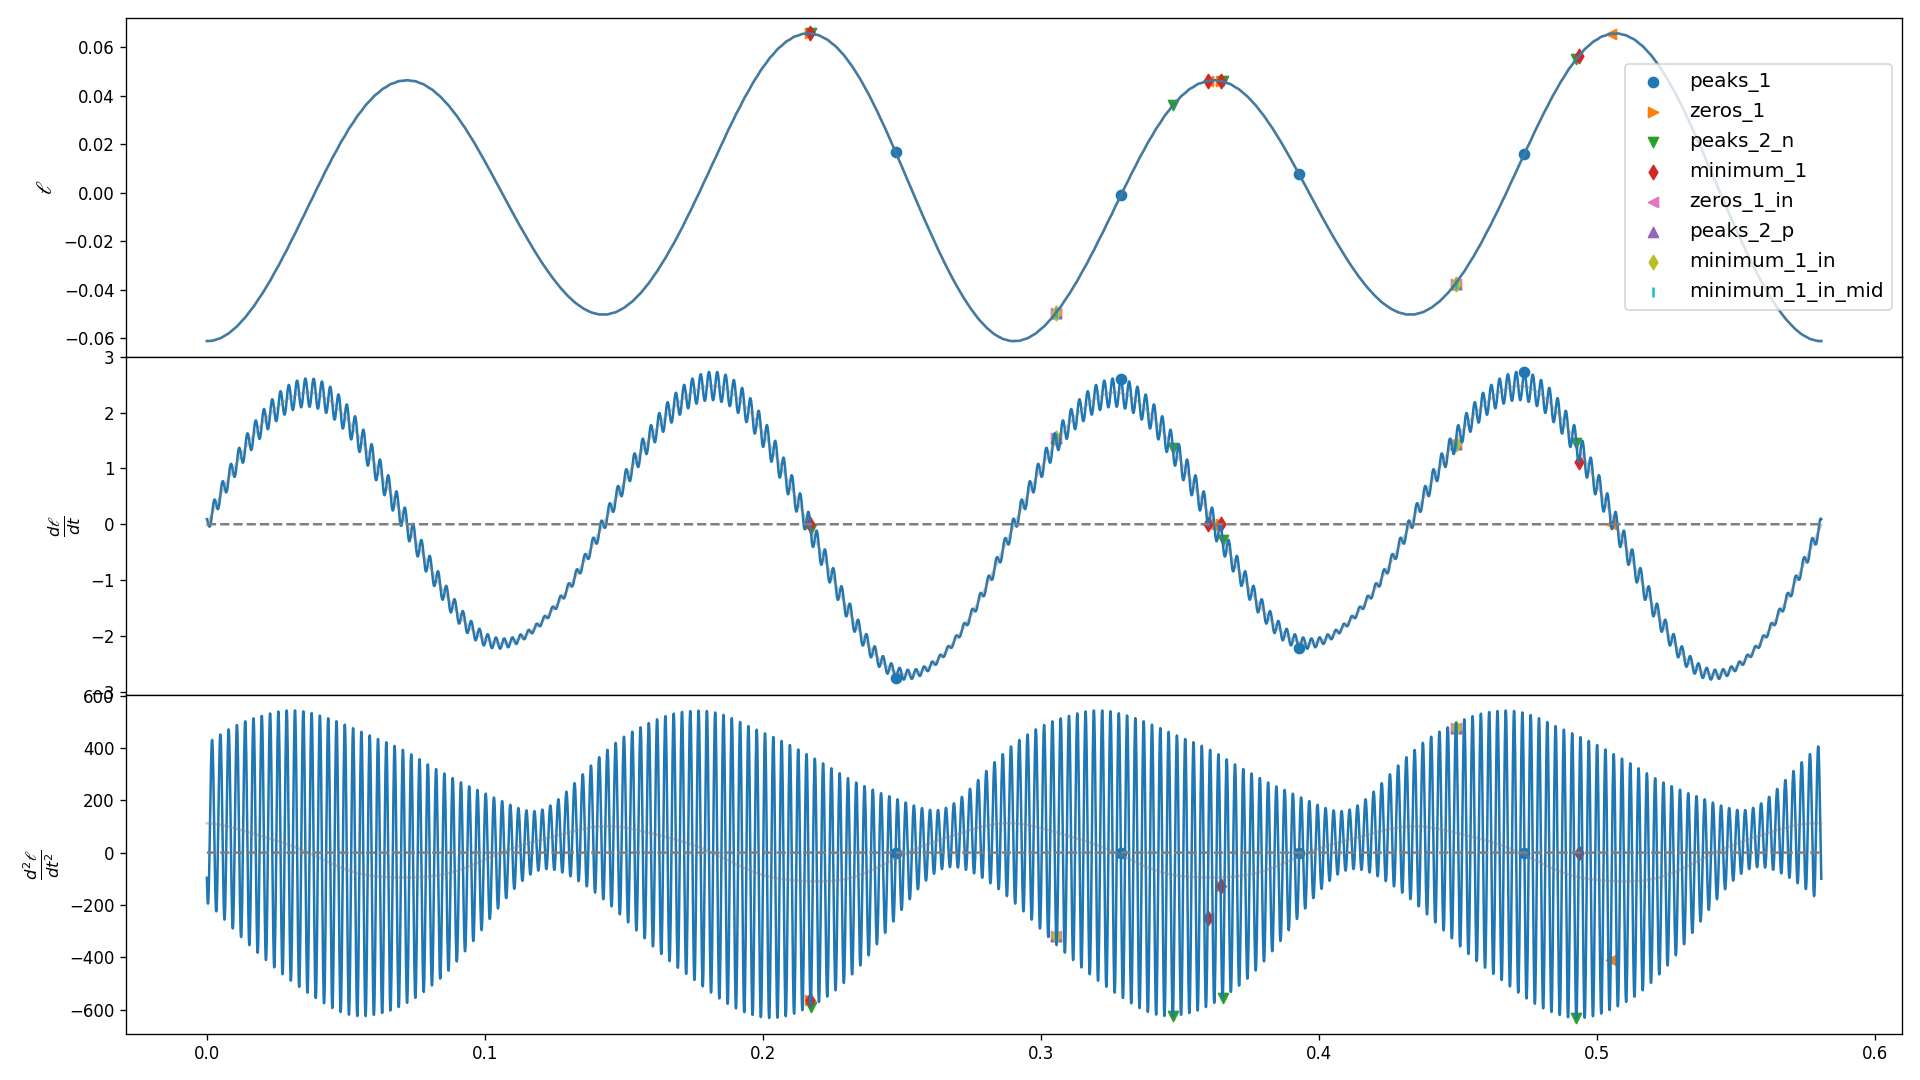 0.06
0.04
0.02
0.00
−0.02
−0.04
−0.06
ℓ
peaks_1
zeros_1
peaks_2_n
minimum_1
zeros_1_in
peaks_2_p
minimum_1_in
minimum_1_in_mid
3
2
1
0
−1
−2
−3
dℓ
dt
600
400
200
0
−200
−400
−600
d²ℓ
dt²
0.0 0.1 0.2 0.3 0.4 0.5 0.6